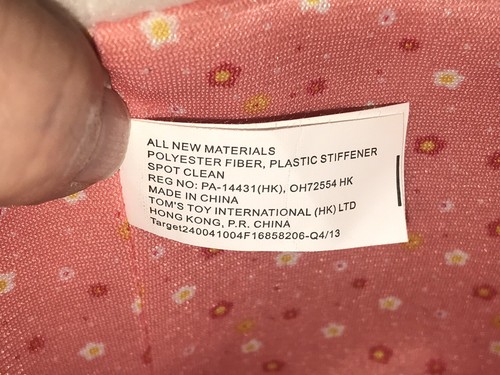 ALL NEW MATERIALS
POLYESTER FIBER, PLASTIC STIFFENER
SPOT CLEAN
REG NO: PA-14431(HK), OH72554 HK
MADE IN CHINA
TOM'S TOY INTERNATIONAL (HK) LTD
HONG KONG, P.R. CHINA
Target240041004F16858206-Q4/13